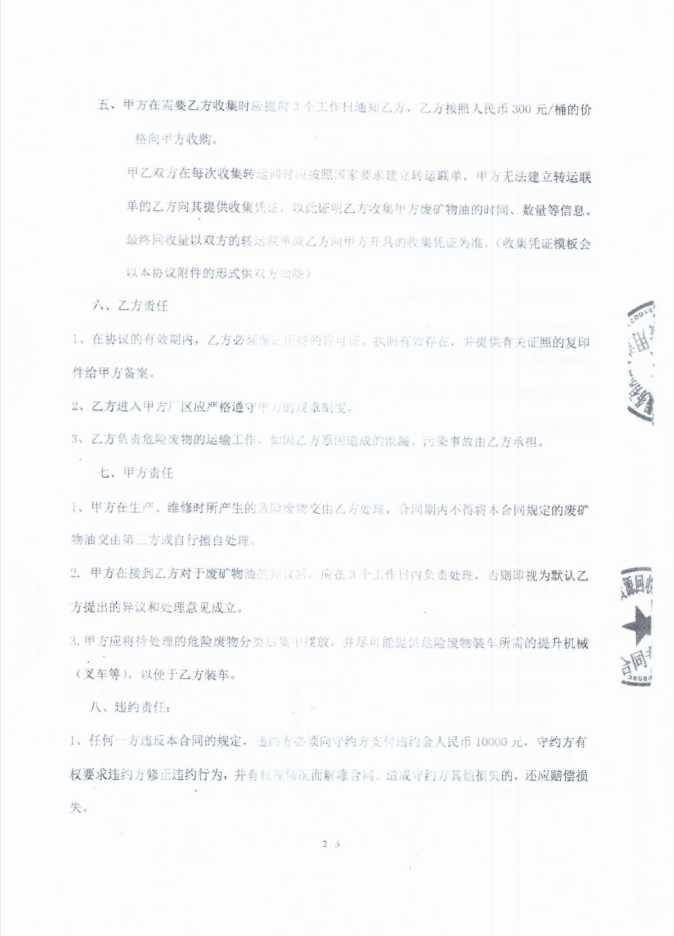 五、甲方在需要乙方收集时应提前3个工作日通知乙方，乙方按照人民币300元/桶的价
格向甲方收购。
甲乙双方在每次收集转运同时应按照国家要求建立转运联单，甲方无法建立转运联
单的乙方向其提供收集凭证，以此证明乙方收集甲方废矿物油的时间、数量等信息。
最终回收量以双方的转运联单或乙方向甲方开具的收集凭证为准。（收集凭证模板会
以本协议附件的形式供双方知晓）
六、乙方责任
1、在协议的有效期内，乙方必须保证所持的许可证、执照有效存在，并提供有关证照的复印
件给甲方备案。
2、乙方进入甲方厂区应严格遵守甲方的规章制度。
3、乙方负责危险废物的运输工作，如因乙方原因造成的泄漏、污染事故由乙方承担。
七、甲方责任
1、甲方在生产、维修时所产生的危险废物交由乙方处理，合同期内不得将本合同规定的废矿
物油交由第三方或自行擅自处理。
2. 甲方在接到乙方对于废矿物油的异议后，应在3个工作日内负责处理，否则即视为默认乙
方提出的异议和处理意见成立。
3.甲方应将待处理的危险废物分类后集中摆放，并尽可能提供危险废物装车所需的提升机械
（叉车等），以便于乙方装车。
八、违约责任：
1、任何一方违反本合同的规定，违约方必须向守约方支付违约金人民币10000元，守约方有
权要求违约方修正违约行为，并有权视情况而解除合同。造成守约方其他损失的，还应赔偿损
失。
2 - 3
源回收
合同专